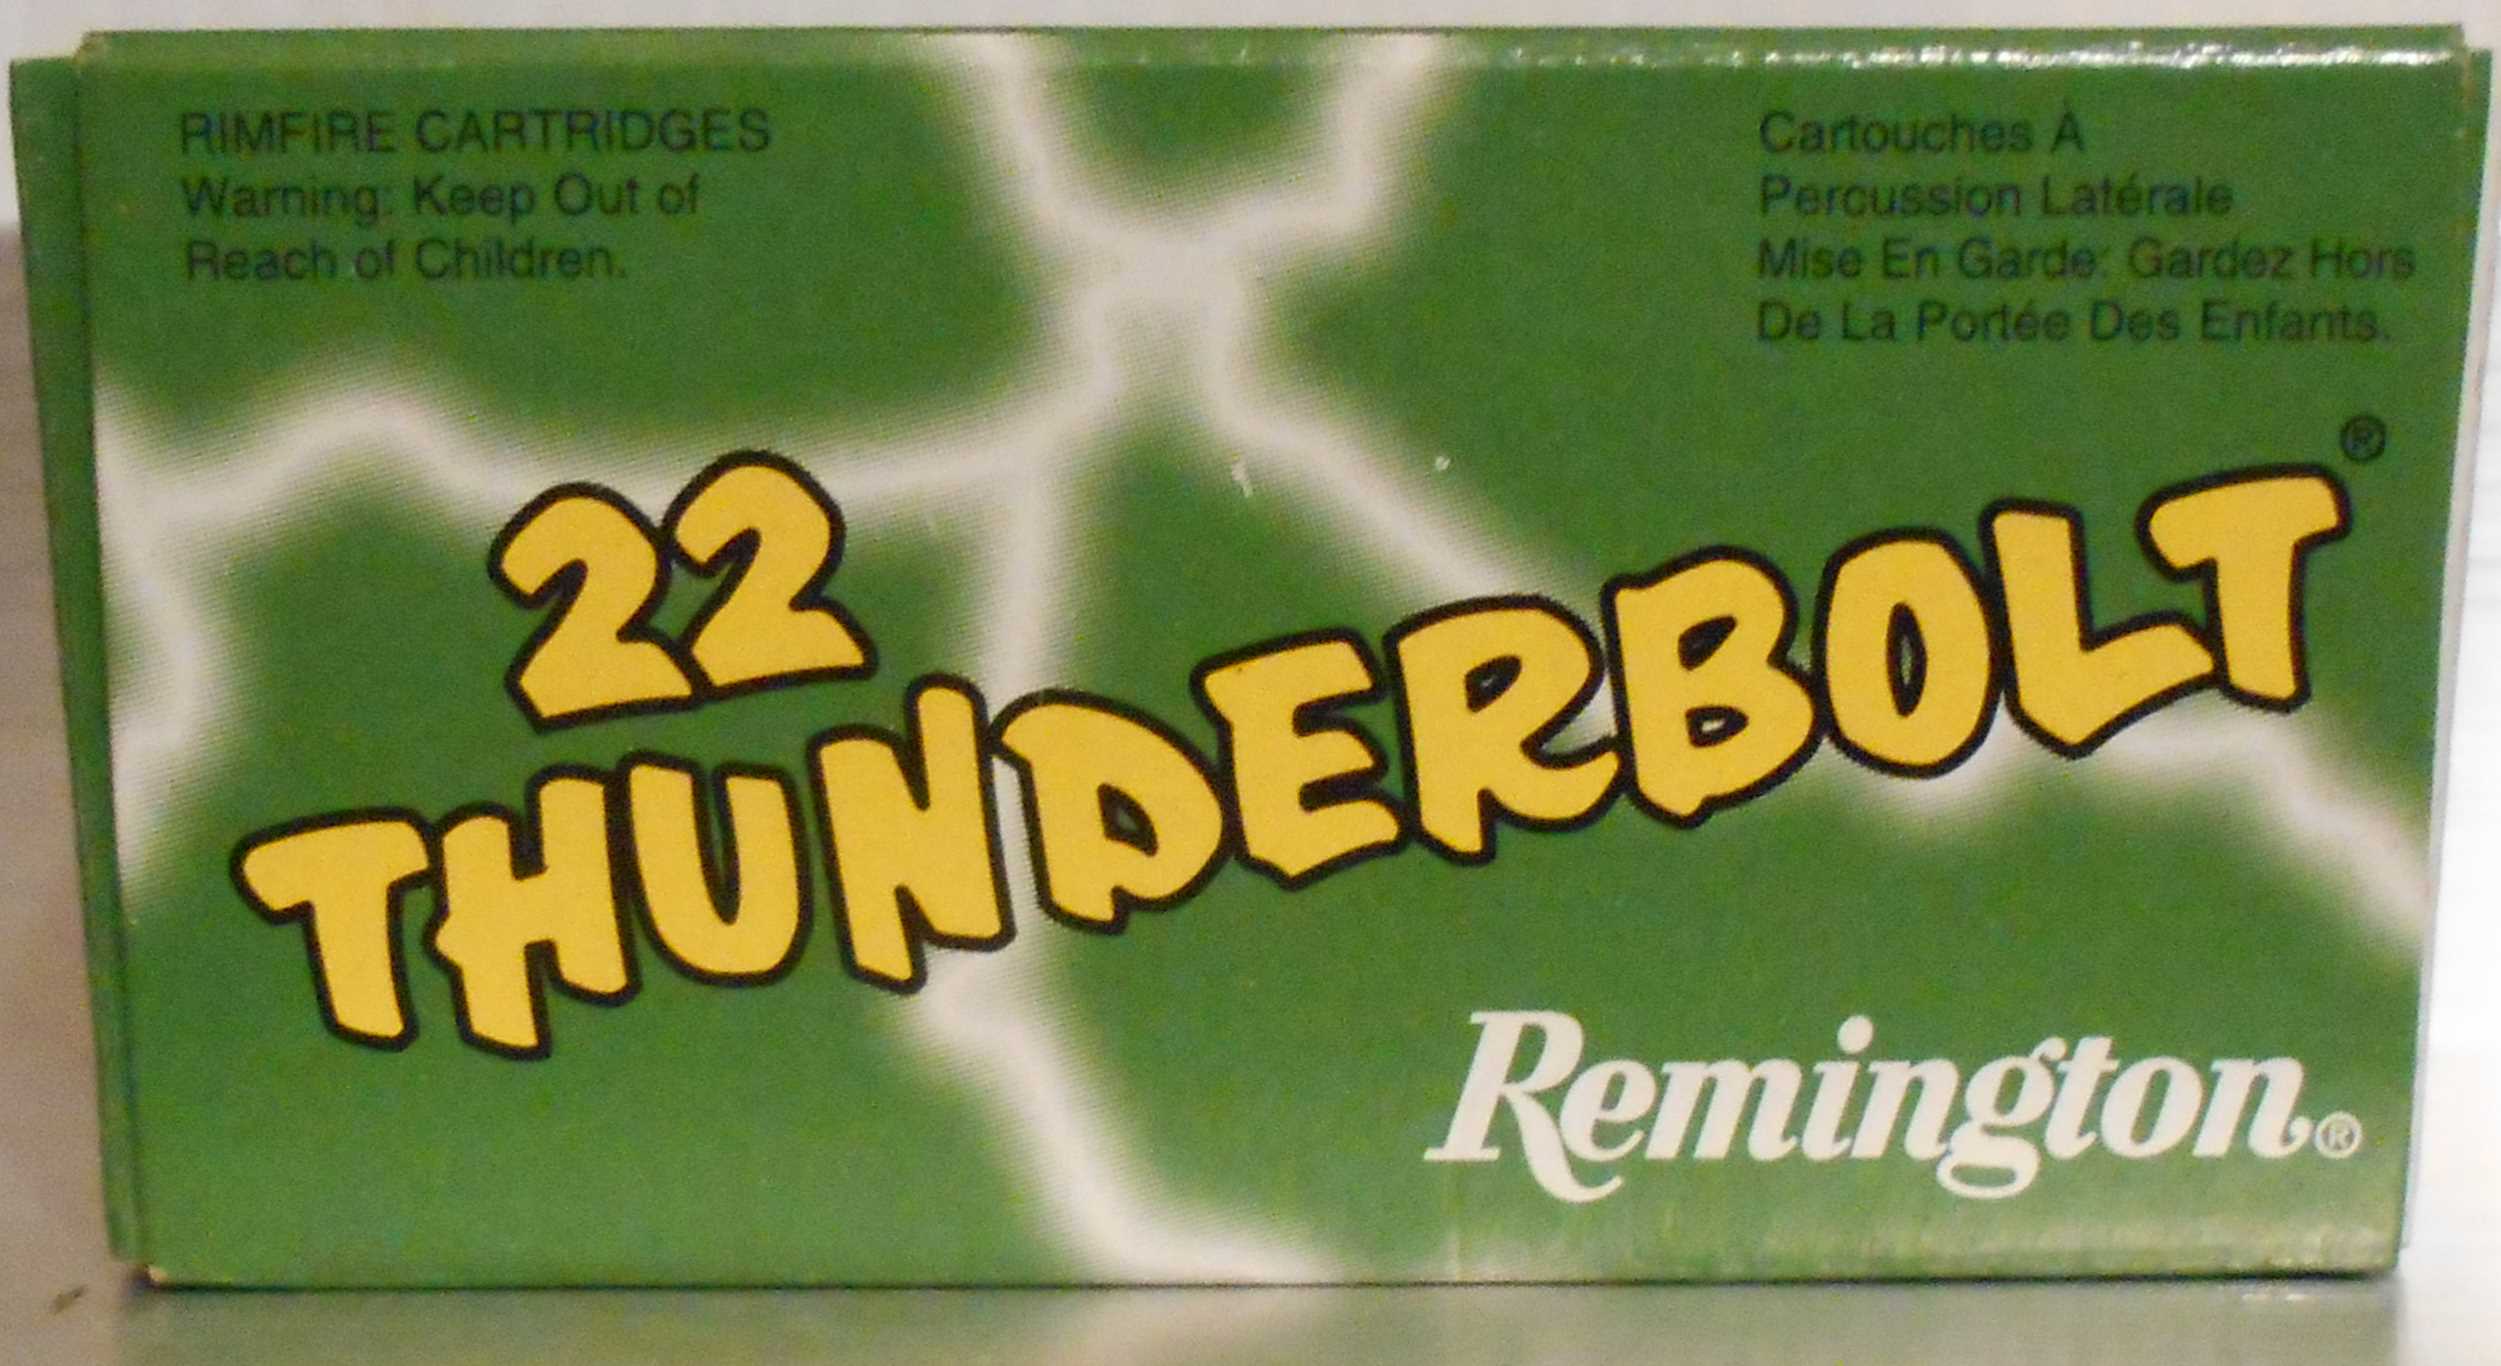 RIMFIRE CARTRIDGES
Warning: Keep Out of
Reach of Children.
Cartouches À
Percussion Latérale
Mise En Garde: Gardez Hors
De La Portée Des Enfants.
22
THUNDERBOLT®
Remington®